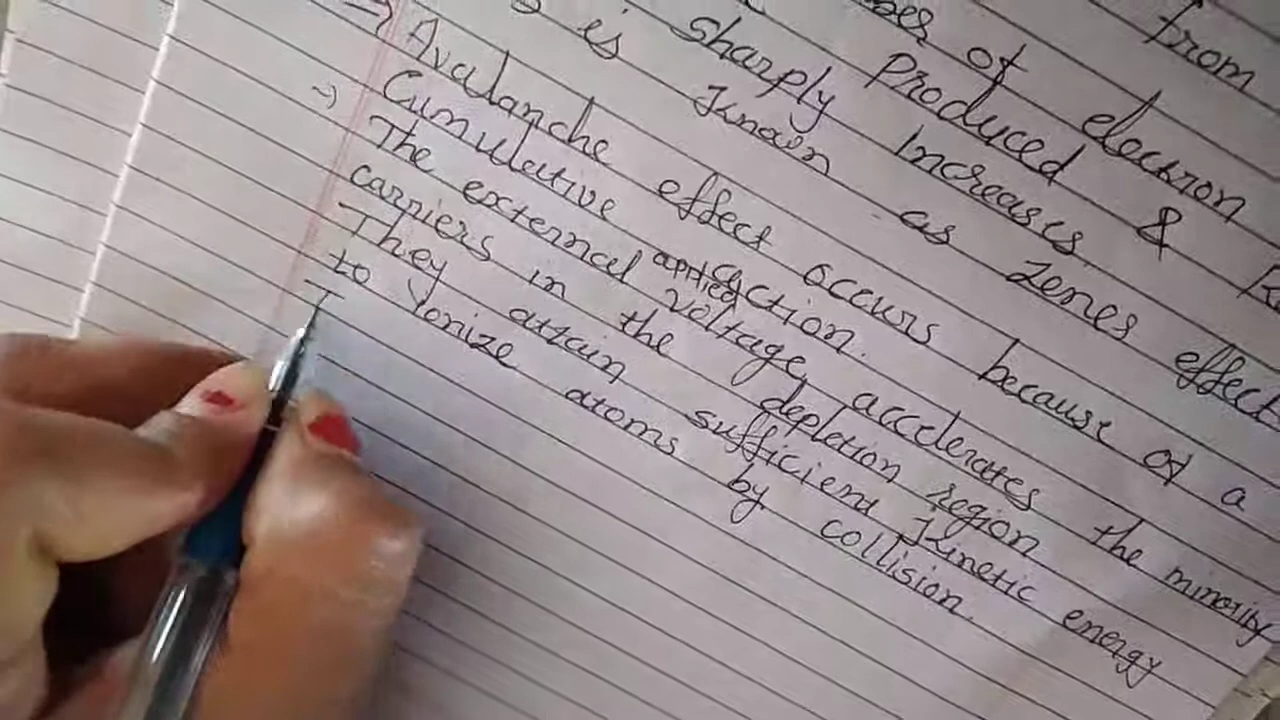 from
of electron
Produced &
sharply Increases
is Known as zenes effect
→ Avalanche effect occurs because of a
Cumulative action.
→ The external applied voltage, accelerates the minority
carriers in the depletion region
They attain sufficient Kinetic energy
to Ionize atoms by collision.